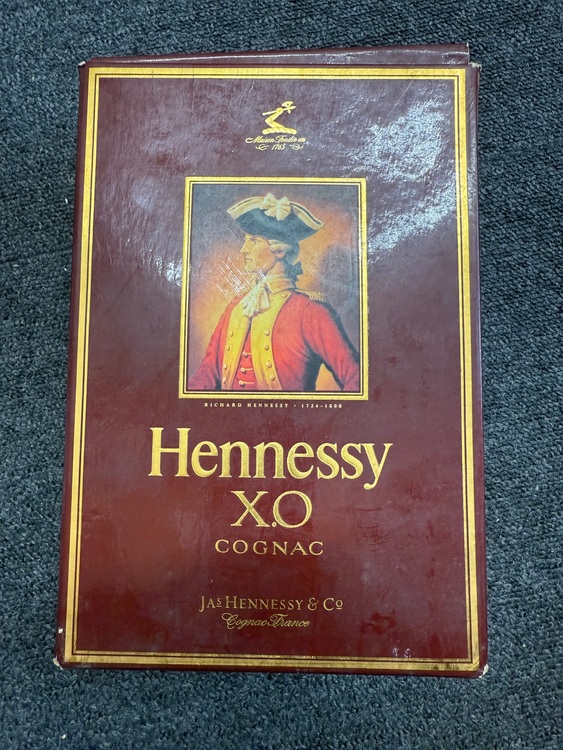 Maison Fondée en
1765
RICHARD HENNESSY · 1724-1800
Hennessy
X.O
COGNAC
JAS HENNESSY & CO
Cognac France